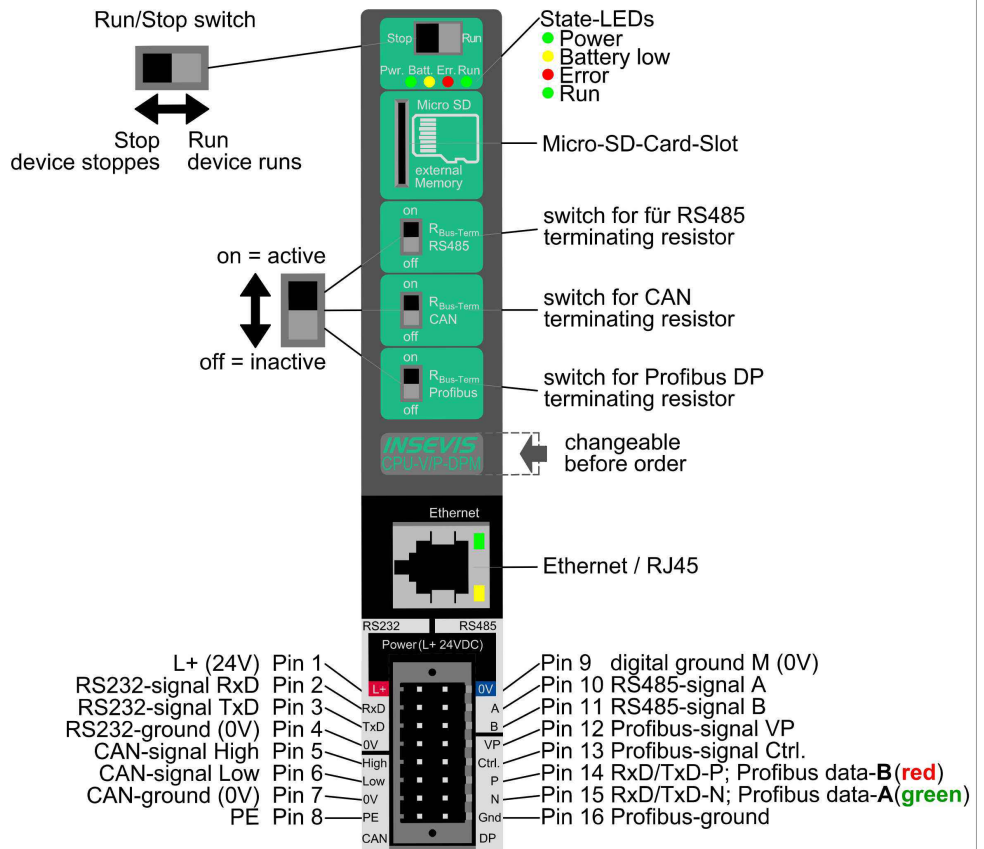 Run/Stop switch
Stop
device stoppes
Run
device runs
Stop Run
Pwr. Batt. Err. Run
State-LEDs
Power
Battery low
Error
Run
Micro SD
external
Memory
Micro-SD-Card-Slot
on
RBus-Term
RS485
off
switch for für RS485
terminating resistor
on = active
off = inactive
on
RBus-Term
CAN
off
switch for CAN
terminating resistor
on
RBus-Term
Profibus
off
switch for Profibus DP
terminating resistor
INSEVIS
CPU-V/P-DPM
changeable
before order
Ethernet
Ethernet / RJ45
RS232 RS485
Power(L+ 24VDC)
L+ (24V) Pin 1
RS232-signal RxD Pin 2
RS232-signal TxD Pin 3
RS232-ground (0V) Pin 4
CAN-signal High Pin 5
CAN-signal Low Pin 6
CAN-ground (0V) Pin 7
PE Pin 8
L+
RxD
TxD
0V
High
Low
0V
PE
CAN
0V
A
B
VP
Ctrl.
P
N
Gnd
DP
Pin 9 digital ground M (0V)
Pin 10 RS485-signal A
Pin 11 RS485-signal B
Pin 12 Profibus-signal VP
Pin 13 Profibus-signal Ctrl.
Pin 14 RxD/TxD-P; Profibus data-B(red)
Pin 15 RxD/TxD-N; Profibus data-A(green)
Pin 16 Profibus-ground